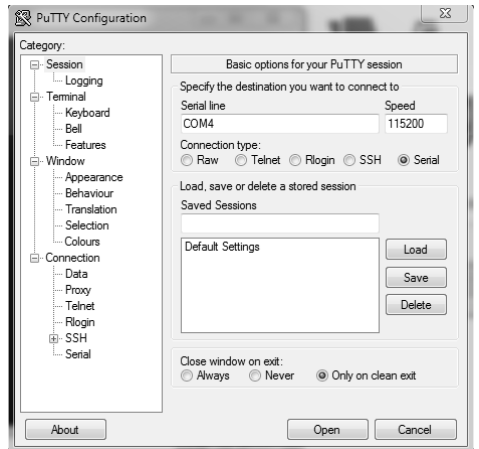 PuTTY Configuration
Category:
Session
Logging
Terminal
Keyboard
Bell
Features
Window
Appearance
Behaviour
Translation
Selection
Colours
Connection
Data
Proxy
Telnet
Rlogin
SSH
Serial
Basic options for your PuTTY session
Specify the destination you want to connect to
Serial line Speed
COM4 115200
Connection type:
Raw Telnet Rlogin SSH Serial
Load, save or delete a stored session
Saved Sessions
Default Settings
Load
Save
Delete
Close window on exit:
Always Never Only on clean exit
About Open Cancel